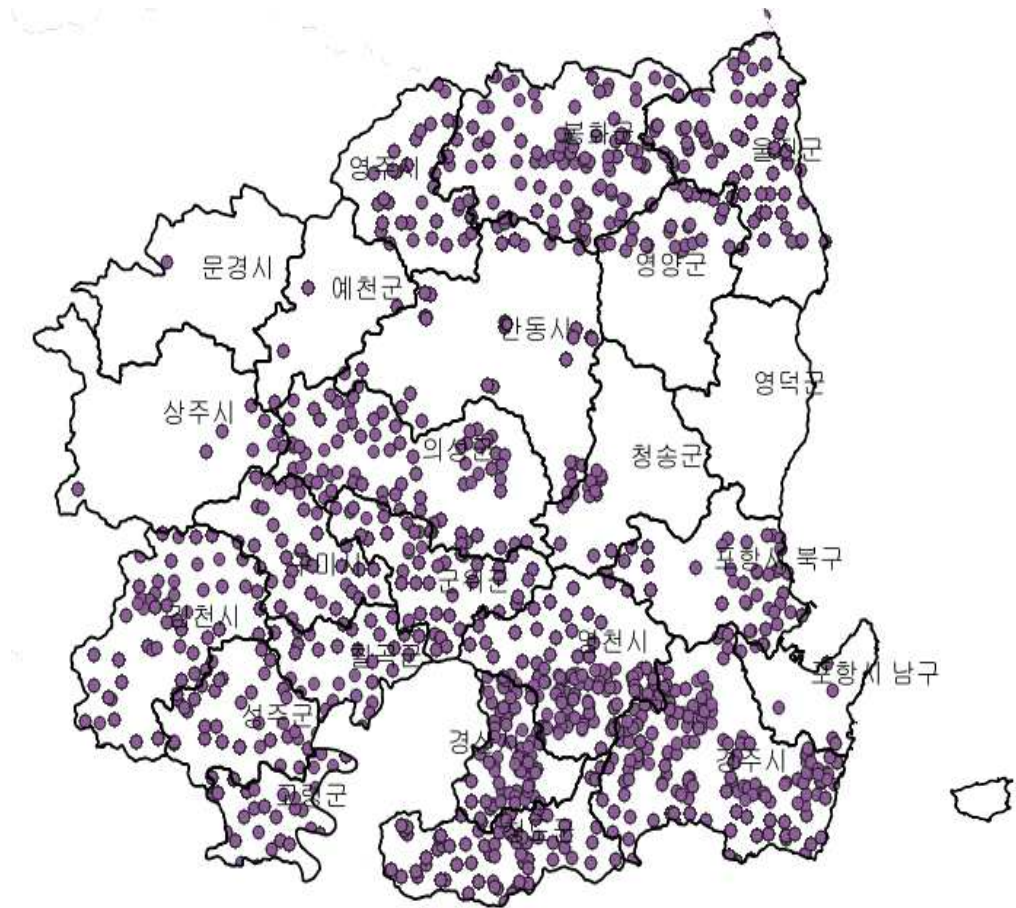 봉화군
울진군
영주시
문경시
예천군
영양군
안동시
영덕군
상주시
의성군
청송군
포항시 북구
구미시
군위군
김천시
영천시
칠곡군
포항시 남구
성주군
경산
경주시
고령군
청도군